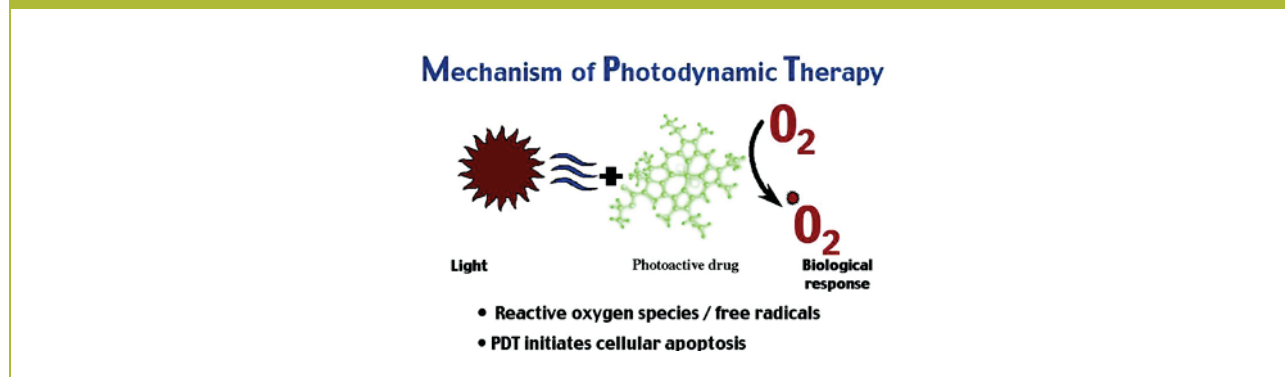 Mechanism of Photodynamic Therapy
O2
O2
Light
Photoactive drug
Biological
response
• Reactive oxygen species / free radicals
• PDT initiates cellular apoptosis